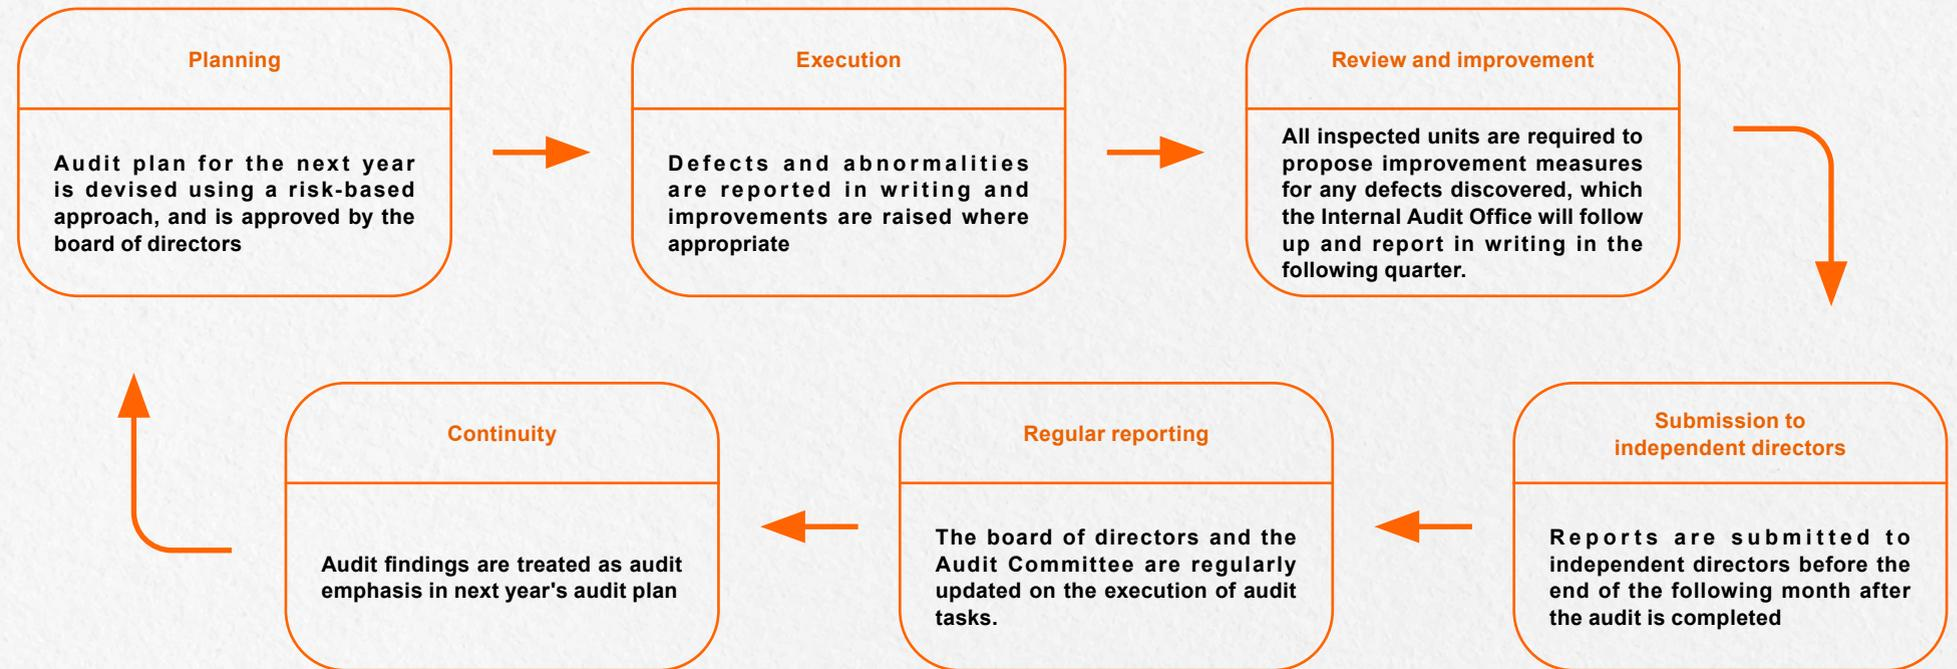 Planning
Audit plan for the next year
is devised using a risk-based
approach, and is approved by the
board of directors
Execution
Defects and abnormalities
are reported in writing and
improvements are raised where
appropriate
Review and improvement
All inspected units are required to
propose improvement measures
for any defects discovered, which
the Internal Audit Office will follow
up and report in writing in the
following quarter.
Submission to
independent directors
Reports are submitted to
independent directors before the
end of the following month after
the audit is completed
Regular reporting
The board of directors and the
Audit Committee are regularly
updated on the execution of audit
tasks.
Continuity
Audit findings are treated as audit
emphasis in next year's audit plan